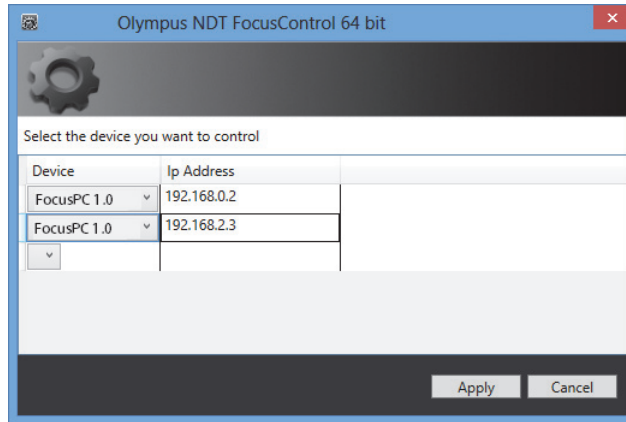 Olympus NDT FocusControl 64 bit
Select the device you want to control
Device Ip Address
FocusPC 1.0 192.168.0.2
FocusPC 1.0 192.168.2.3
Apply Cancel